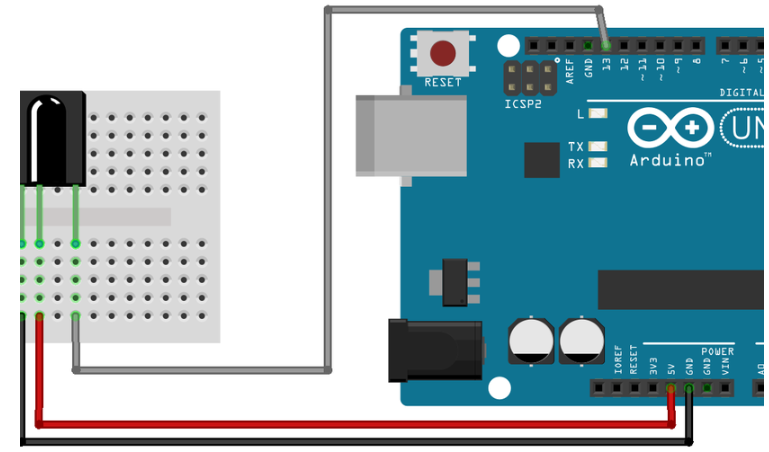 RESET
ICSP2
AREF
GND
13
12
~11
~10
~9
8
7
~6
~5
DIGITAL
L
TX
RX
UN
Arduino™
POWER
IOREF
RESET
3V3
5V
GND
GND
VIN
A0